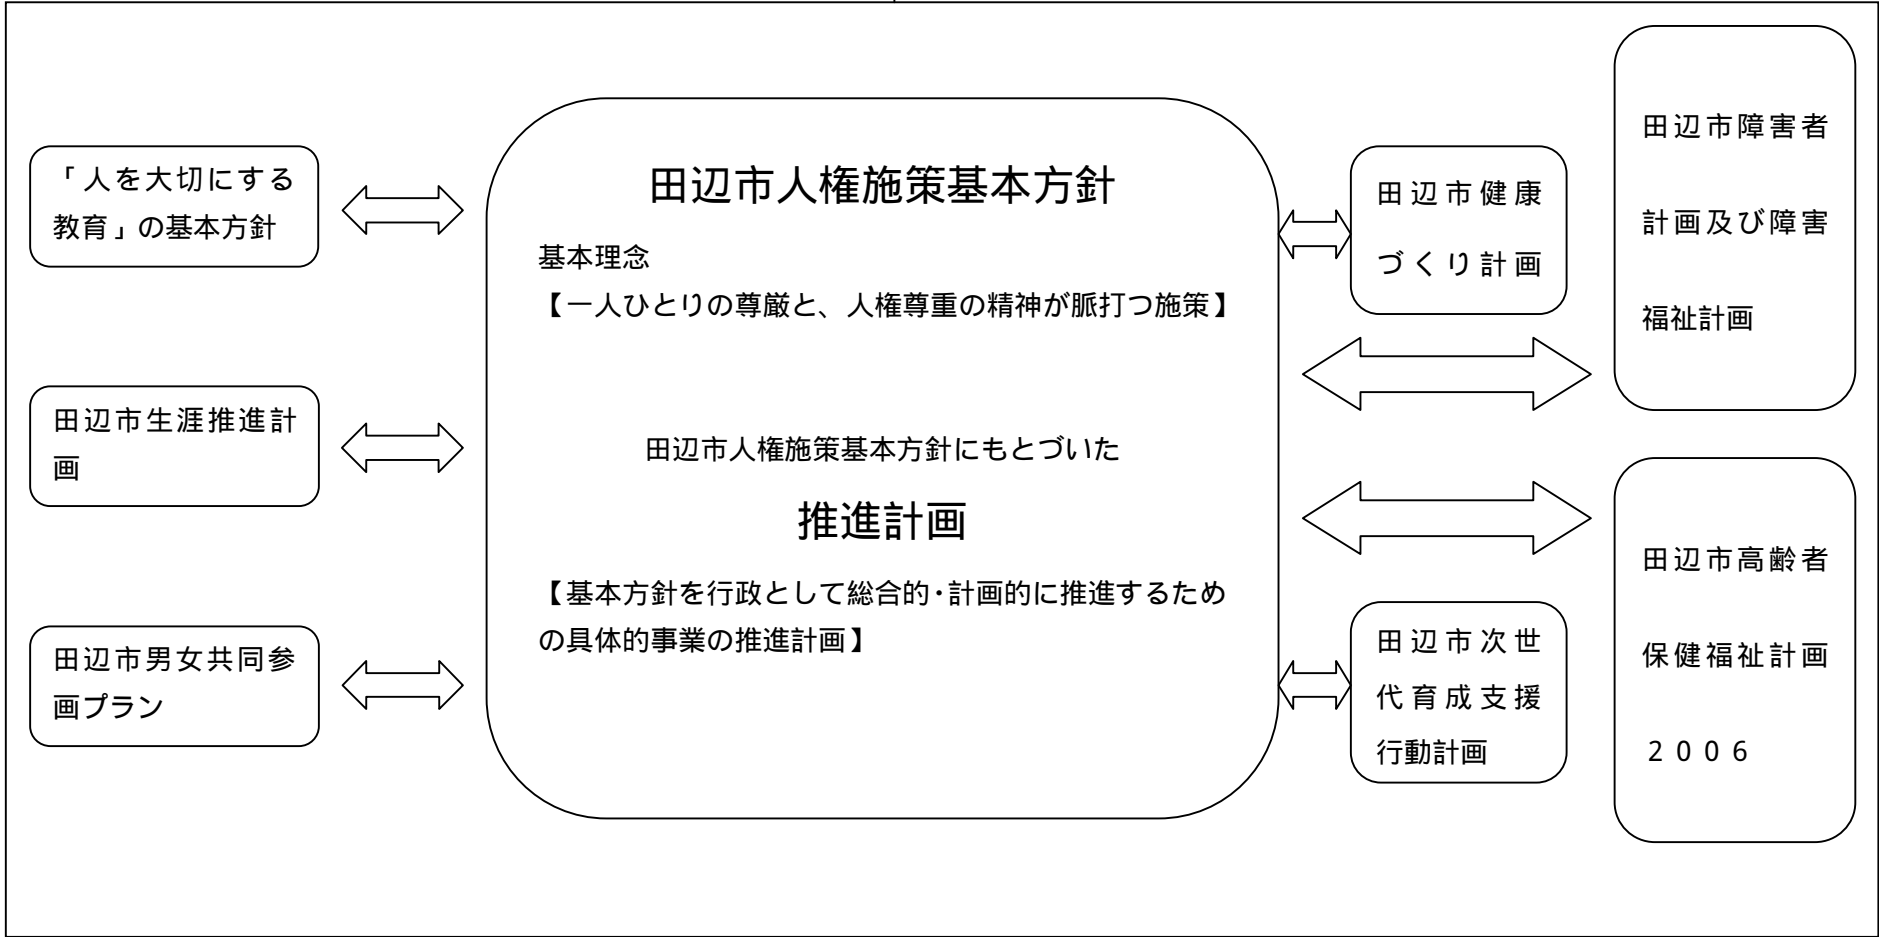 「人を大切にする
教育」の基本方針
田辺市生涯推進計
画
田辺市男女共同参
画プラン
田辺市人権施策基本方針
基本理念
【一人ひとりの尊厳と、人権尊重の精神が脈打つ施策】
田辺市人権施策基本方針にもとづいた
推進計画
【基本方針を行政として総合的・計画的に推進するため
の具体的事業の推進計画】
田辺市健康
づくり計画
田辺市次世
代育成支援
行動計画
田辺市障害者
計画及び障害
福祉計画
田辺市高齢者
保健福祉計画
２００６